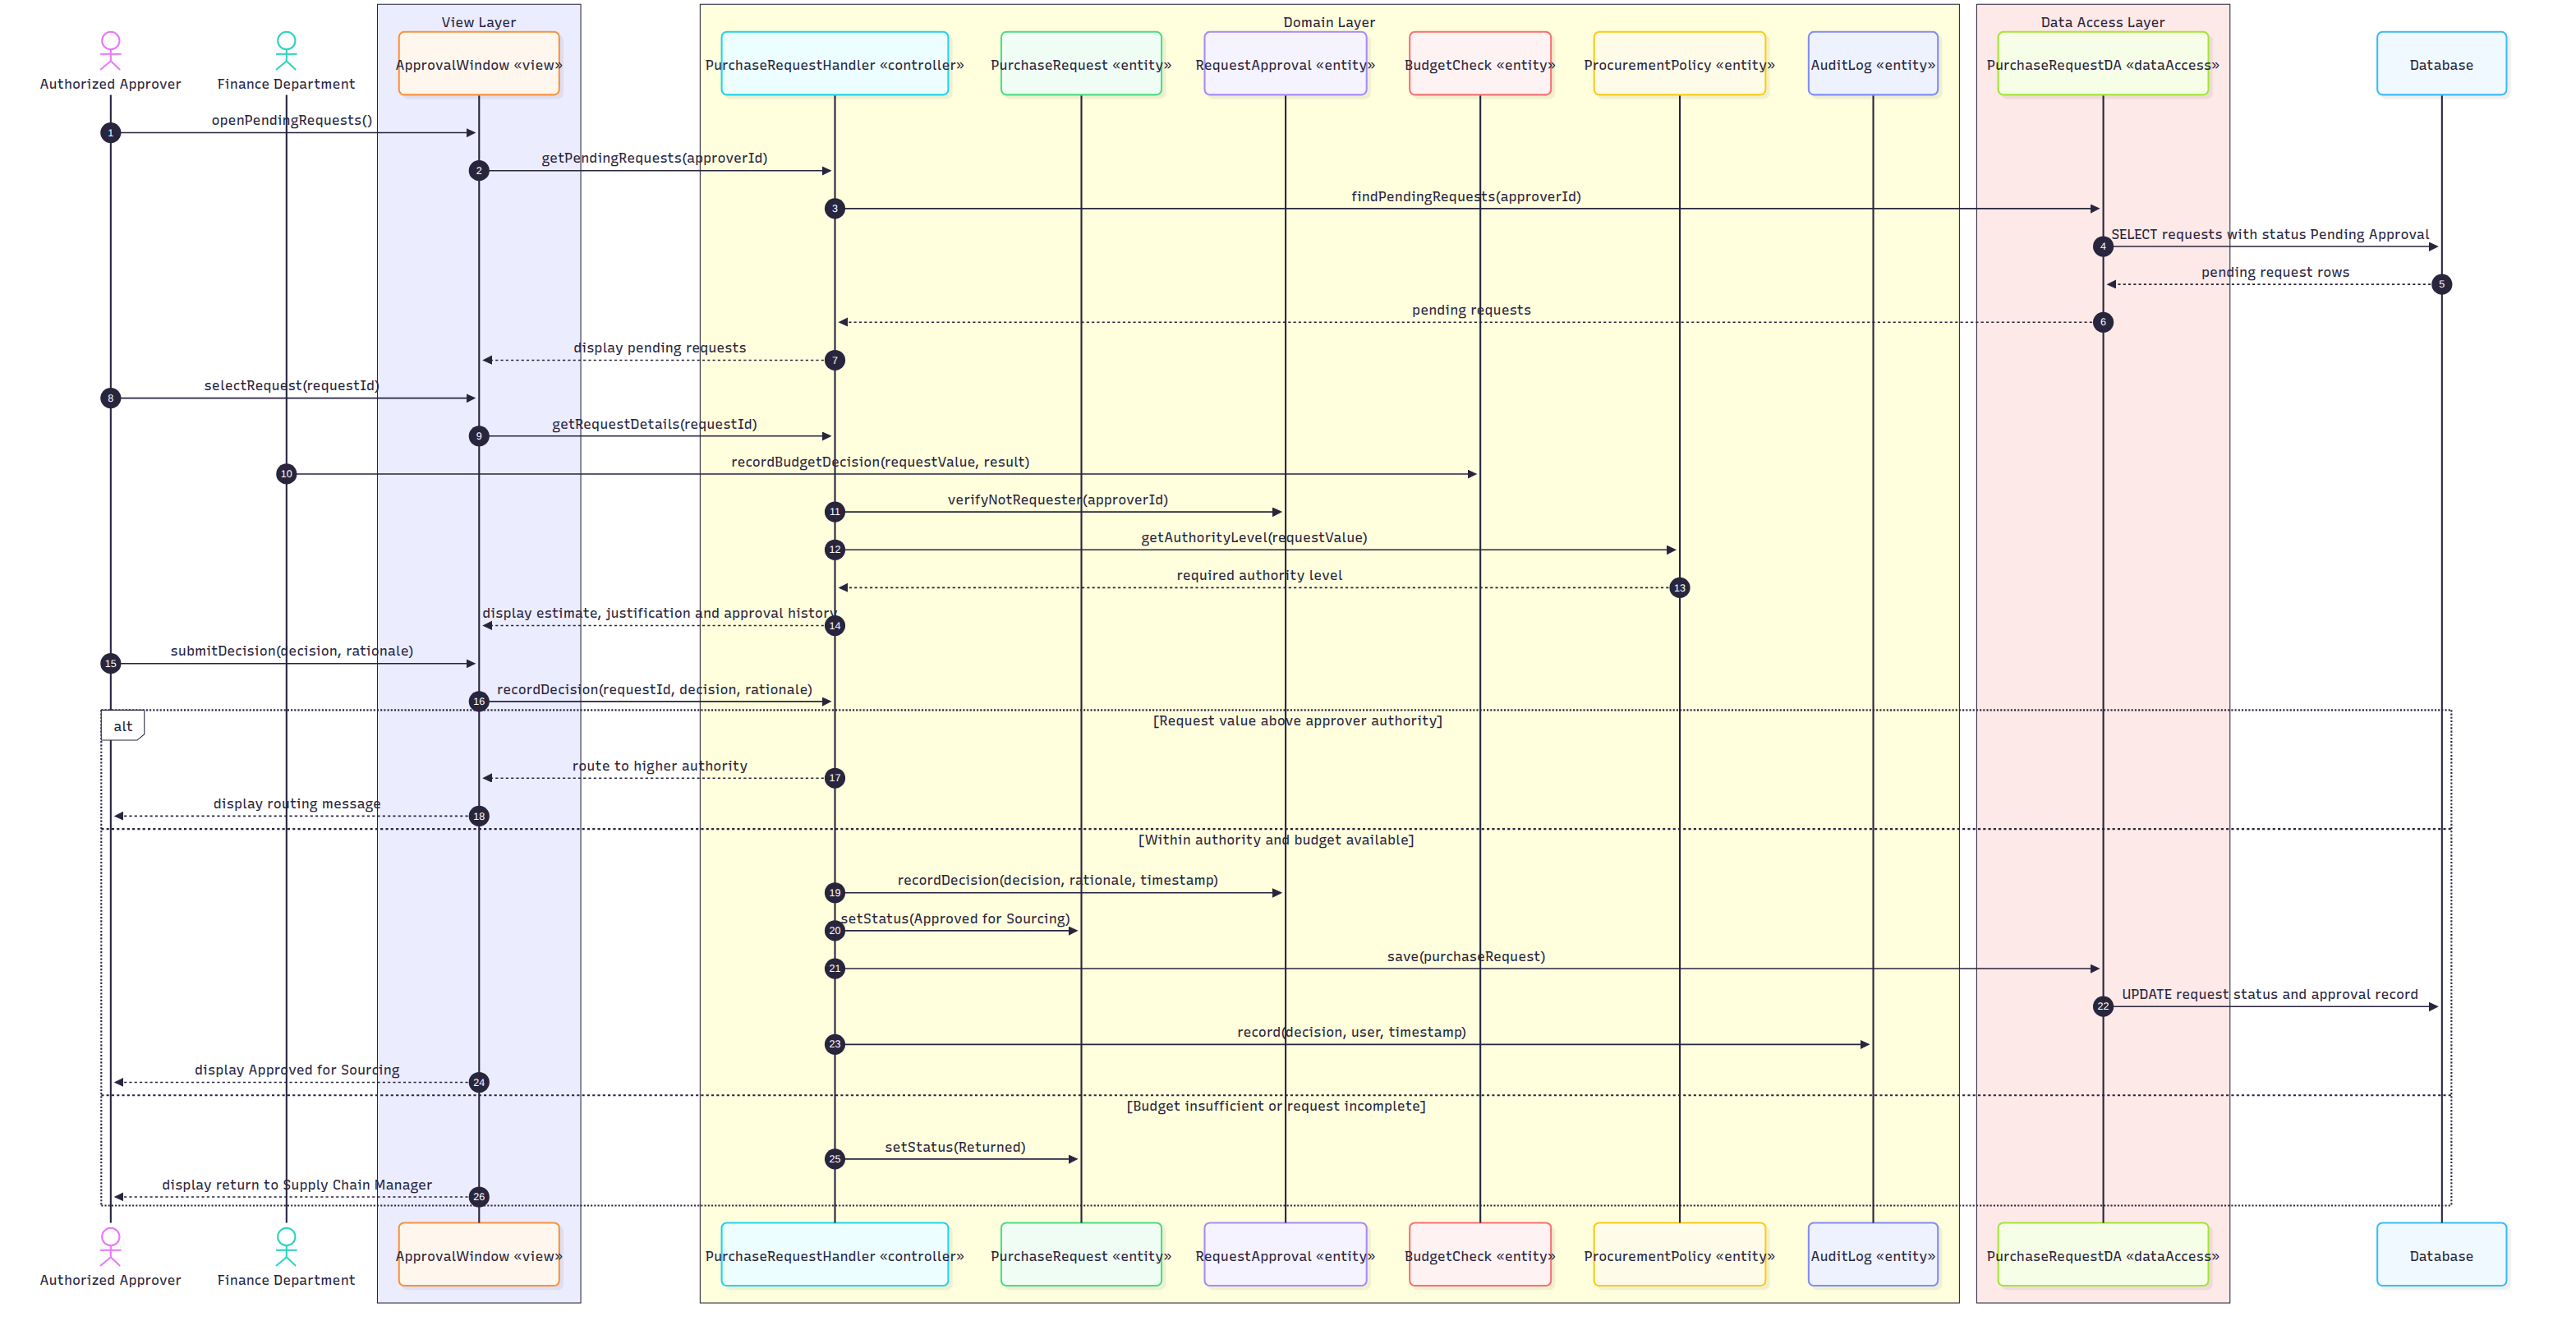 View Layer
Domain Layer
Data Access Layer
Authorized Approver
Finance Department
ApprovalWindow «view»
PurchaseRequestHandler «controller»
PurchaseRequest «entity»
RequestApproval «entity»
BudgetCheck «entity»
ProcurementPolicy «entity»
AuditLog «entity»
PurchaseRequestDA «dataAccess»
Database
1 openPendingRequests()
2 getPendingRequests(approverId)
3 findPendingRequests(approverId)
4 SELECT requests with status Pending Approval
pending request rows 5
pending requests 6
display pending requests 7
8 selectRequest(requestId)
9 getRequestDetails(requestId)
10 recordBudgetDecision(requestValue, result)
11 verifyNotRequester(approverId)
12 getAuthorityLevel(requestValue)
required authority level 13
display estimate, justification and approval history 14
15 submitDecision(decision, rationale)
16 recordDecision(requestId, decision, rationale)
alt [Request value above approver authority]
route to higher authority 17
display routing message 18
[Within authority and budget available]
19 recordDecision(decision, rationale, timestamp)
20 setStatus(Approved for Sourcing)
21 save(purchaseRequest)
22 UPDATE request status and approval record
23 record(decision, user, timestamp)
display Approved for Sourcing 24
[Budget insufficient or request incomplete]
25 setStatus(Returned)
display return to Supply Chain Manager 26
Authorized Approver
Finance Department
ApprovalWindow «view»
PurchaseRequestHandler «controller»
PurchaseRequest «entity»
RequestApproval «entity»
BudgetCheck «entity»
ProcurementPolicy «entity»
AuditLog «entity»
PurchaseRequestDA «dataAccess»
Database